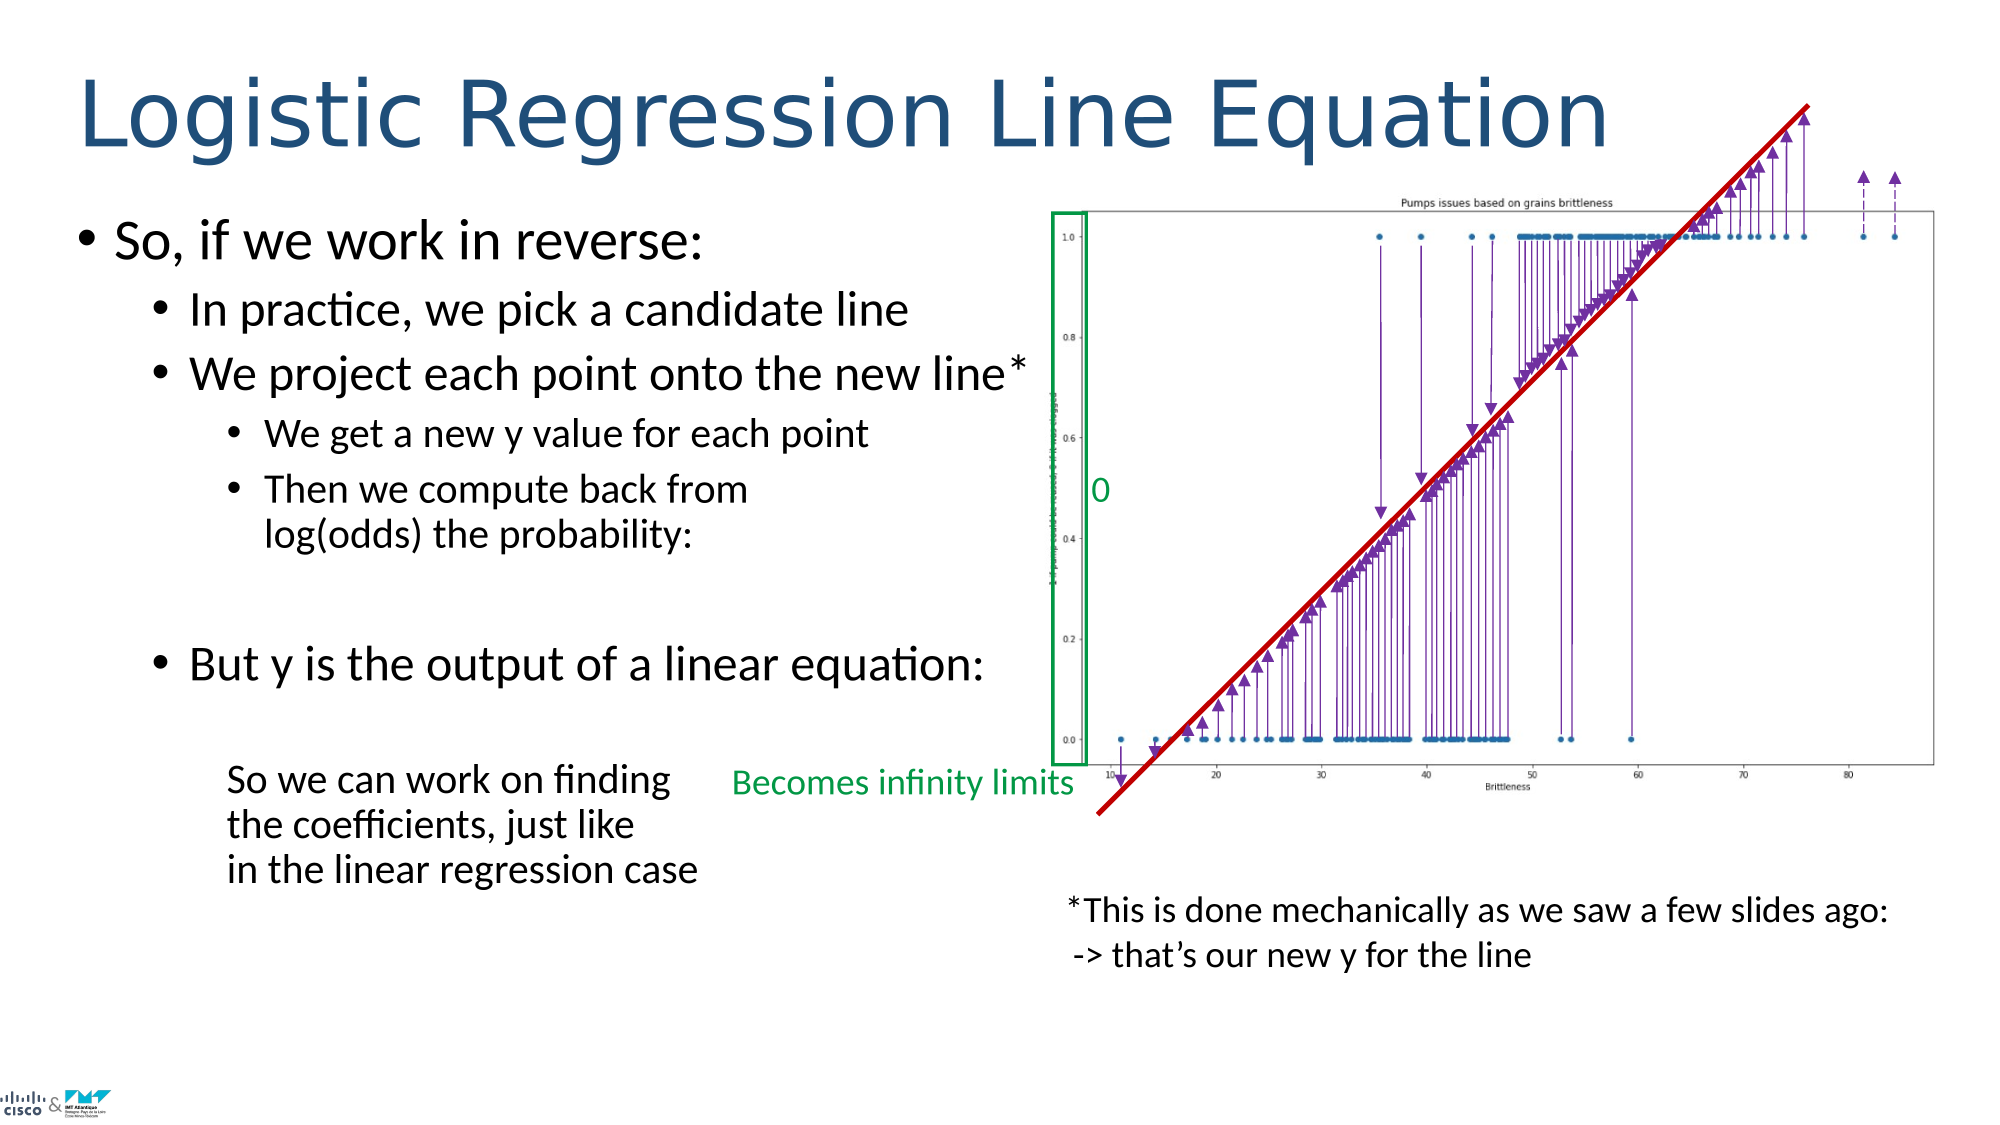 Logistic Regression Line Equation
• So, if we work in reverse:
• In practice, we pick a candidate line
• We project each point onto the new line*
• We get a new y value for each point
• Then we compute back from
log(odds) the probability:
• But y is the output of a linear equation:
So we can work on finding
the coefficients, just like
in the linear regression case
Becomes infinity limits
Pumps issues based on grains brittleness
1.0
0.8
0.6
0.4
0.2
0.0
0
10
20
30
40
50
60
70
80
Brittleness
*This is done mechanically as we saw a few slides ago:
-> that’s our new y for the line
CISCO & IMT Atlantique